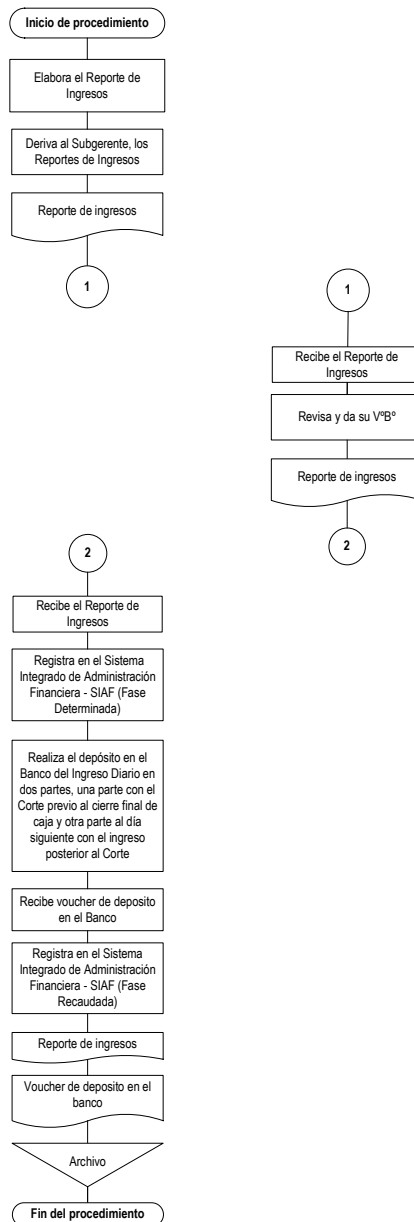 Inicio de procedimiento
Elabora el Reporte de
Ingresos
Deriva al Subgerente, los
Reportes de Ingresos
Reporte de ingresos
1
1
Recibe el Reporte de
Ingresos
Revisa y da su VºBº
Reporte de ingresos
2
2
Recibe el Reporte de
Ingresos
Registra en el Sistema
Integrado de Administración
Financiera - SIAF (Fase
Determinada)
Realiza el depósito en el
Banco del Ingreso Diario en
dos partes, una parte con el
Corte previo al cierre final de
caja y otra parte al día
siguiente con el ingreso
posterior al Corte
Recibe voucher de deposito
en el Banco
Registra en el Sistema
Integrado de Administración
Financiera - SIAF (Fase
Recaudada)
Reporte de ingresos
Voucher de deposito en el
banco
Archivo
Fin del procedimiento